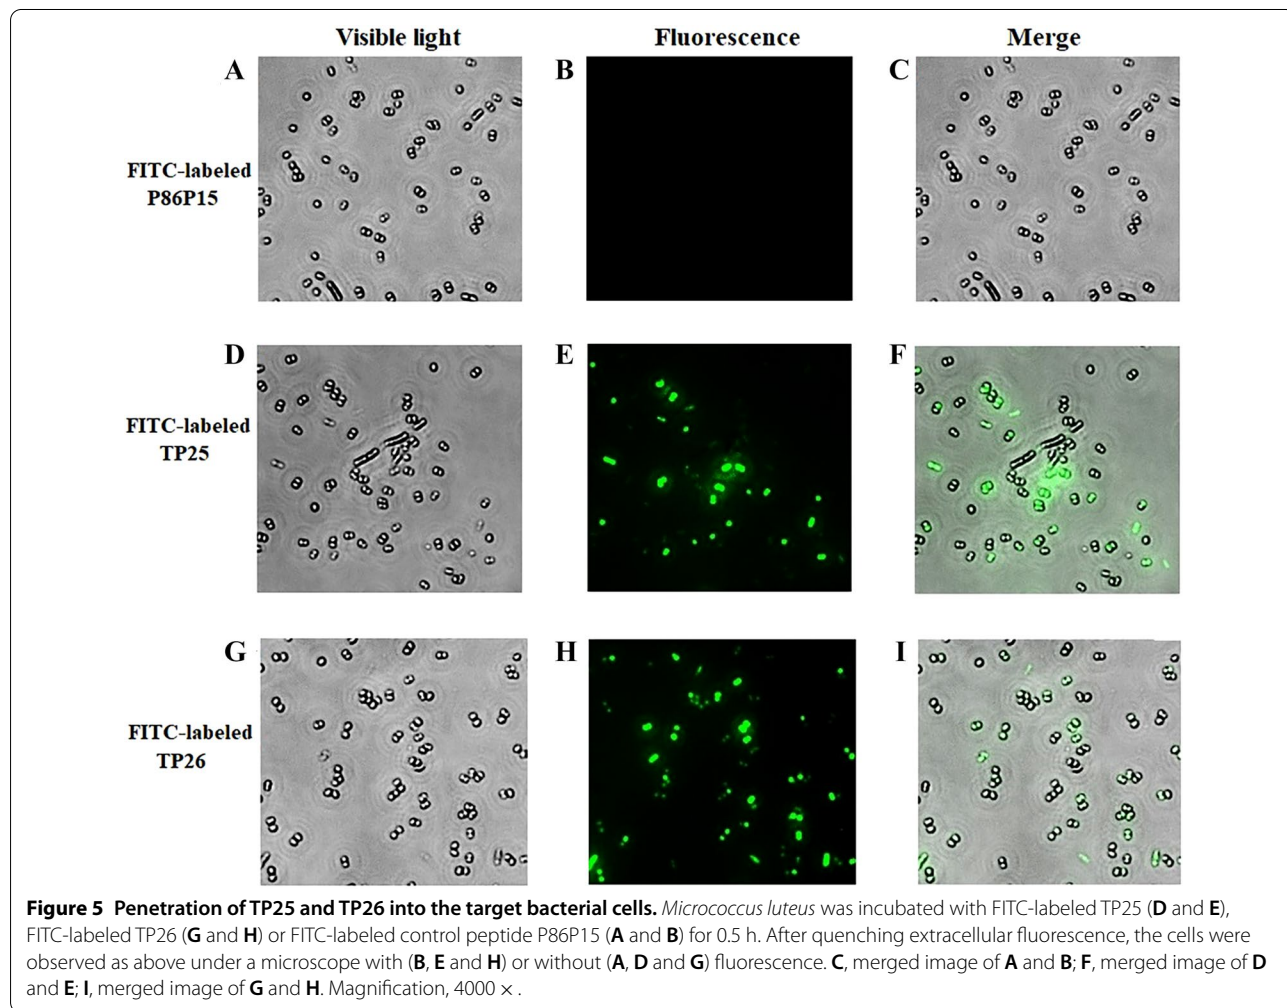 Visible light Fluorescence Merge
A B C
FITC-labeled
P86P15
D E F
FITC-labeled
TP25
G H I
FITC-labeled
TP26
Figure 5 Penetration of TP25 and TP26 into the target bacterial cells. Micrococcus luteus was incubated with FITC-labeled TP25 (D and E),
FITC-labeled TP26 (G and H) or FITC-labeled control peptide P86P15 (A and B) for 0.5 h. After quenching extracellular fluorescence, the cells were
observed as above under a microscope with (B, E and H) or without (A, D and G) fluorescence. C, merged image of A and B; F, merged image of D
and E; I, merged image of G and H. Magnification, 4000 ×.